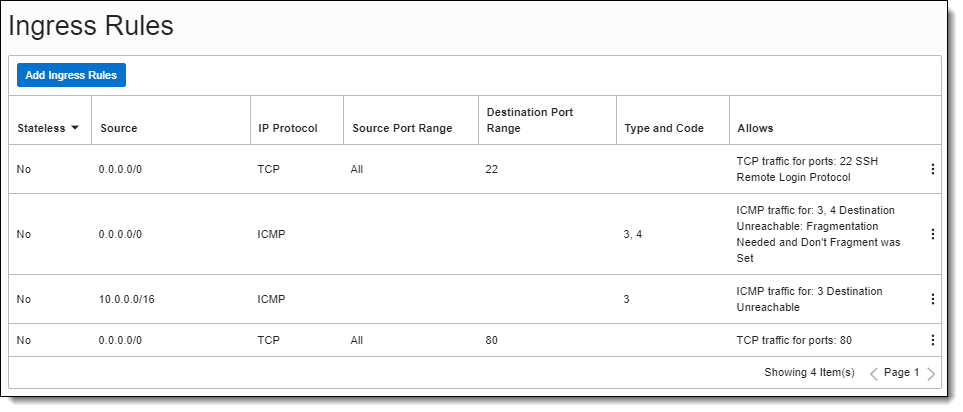 Ingress Rules
Add Ingress Rules
Stateless Source IP Protocol Source Port Range Destination Port Range Type and Code Allows
No 0.0.0.0/0 TCP All 22 TCP traffic for ports: 22 SSH
Remote Login Protocol
No 0.0.0.0/0 ICMP 3, 4 ICMP traffic for: 3, 4 Destination
Unreachable: Fragmentation
Needed and Don't Fragment was
Set
No 10.0.0.0/16 ICMP 3 ICMP traffic for: 3 Destination
Unreachable
No 0.0.0.0/0 TCP All 80 TCP traffic for ports: 80
Showing 4 Item(s) Page 1